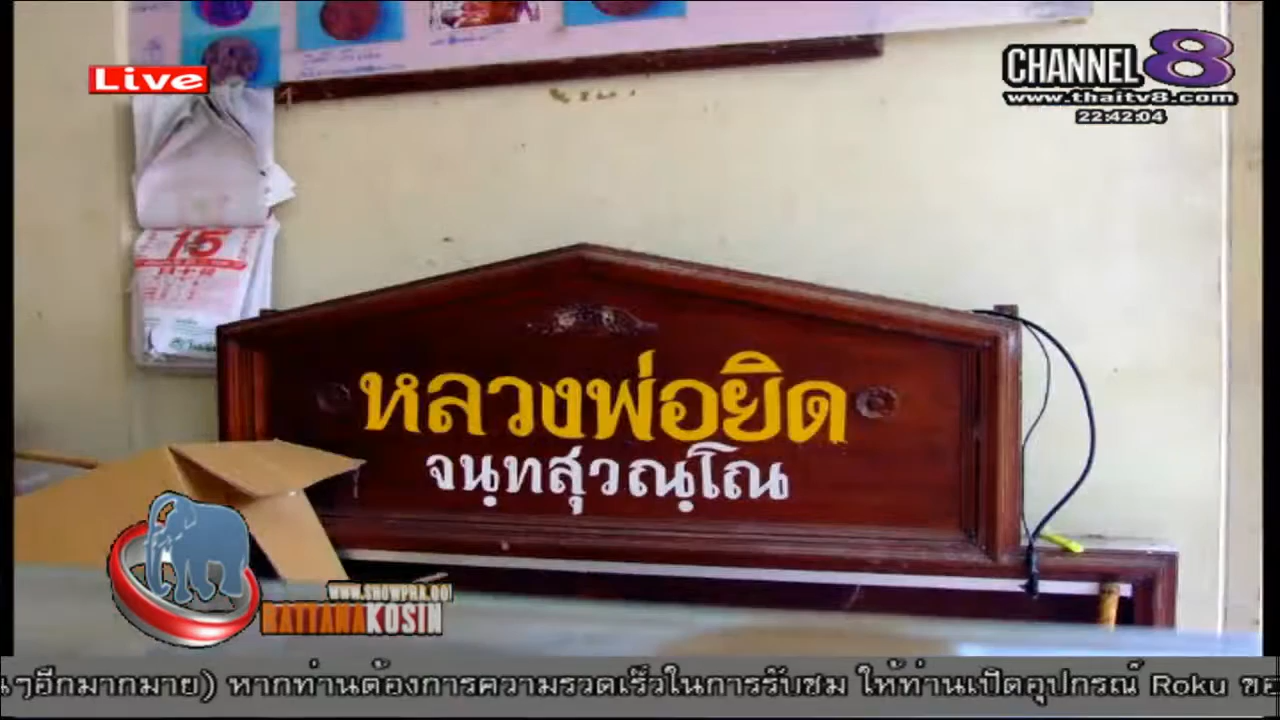 Live
CHANNEL 8
www.thaitv8.com
22:42:04
15
หลวงพ่อยิด
จนฺทสุวณฺโณ
RATTANAKOSIN
นๆอีกมากมาย) หากท่านต้องการความรวดเร็วในการรับชม ให้ท่านเปิดอุปกรณ์ Roku ขอ